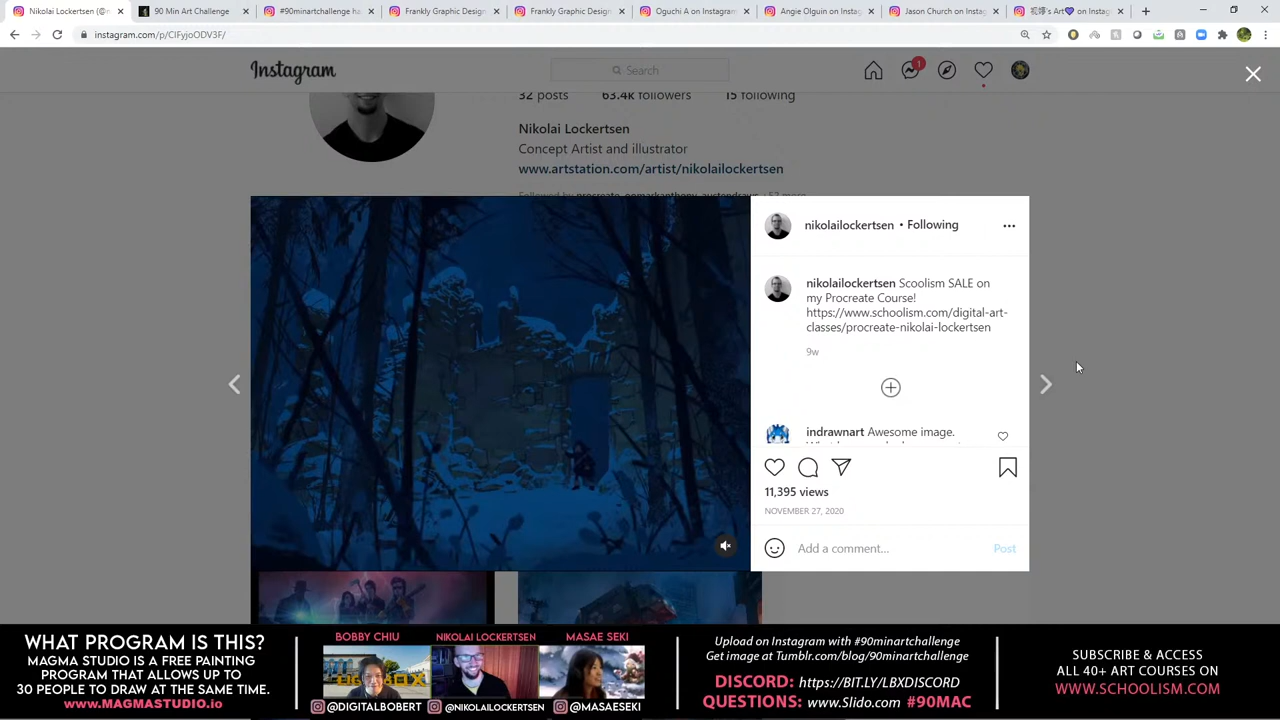 Nikolai Lockertsen (@n
90 Min Art Challenge
#90minartchallenge ha
Frankly Graphic Design
Frankly Graphic Design
Oguchi A on Instagram
Angie Olguin on Instag
Jason Church on Instag
's Art💜 on Instag
instagram.com/p/CIFyjoODV3F/
Instagram
Search
1
32 posts
63.4k followers
15 following
Nikolai Lockertsen
Concept Artist and illustrator
www.artstation.com/artist/nikolailockertsen
nikolailockertsen • Following
nikolailockertsen Scoolism SALE on
my Procreate Course!
https://www.schoolism.com/digital-art-
classes/procreate-nikolai-lockertsen
9w
indrawnart Awesome image.
11,395 views
NOVEMBER 27, 2020
Add a comment...
Post
WHAT PROGRAM IS THIS?
MAGMA STUDIO IS A FREE PAINTING
PROGRAM THAT ALLOWS UP TO
30 PEOPLE TO DRAW AT THE SAME TIME.
www.MAGMASTUDIO.io
BOBBY CHIU
NIKOLAI LOCKERTSEN
MASAE SEKI
@DIGITALBOBERT
@NIKOLAILOCKERTSEN
@MASAESEKI
Upload on Instagram with #90minartchallenge
Get image at Tumblr.com/blog/90minartchallenge
DISCORD: https://BIT.LY/LBXDISCORD
QUESTIONS: www.Slido.com #90MAC
SUBSCRIBE & ACCESS
ALL 40+ ART COURSES ON
WWW.SCHOOLISM.COM